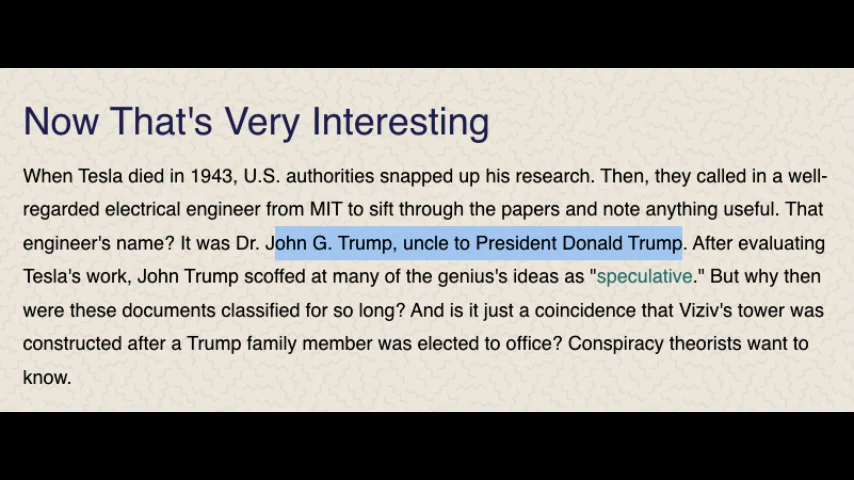 Now That's Very Interesting
When Tesla died in 1943, U.S. authorities snapped up his research. Then, they called in a well-
regarded electrical engineer from MIT to sift through the papers and note anything useful. That
engineer's name? It was Dr. John G. Trump, uncle to President Donald Trump. After evaluating
Tesla's work, John Trump scoffed at many of the genius's ideas as "speculative." But why then
were these documents classified for so long? And is it just a coincidence that Viziv's tower was
constructed after a Trump family member was elected to office? Conspiracy theorists want to
know.